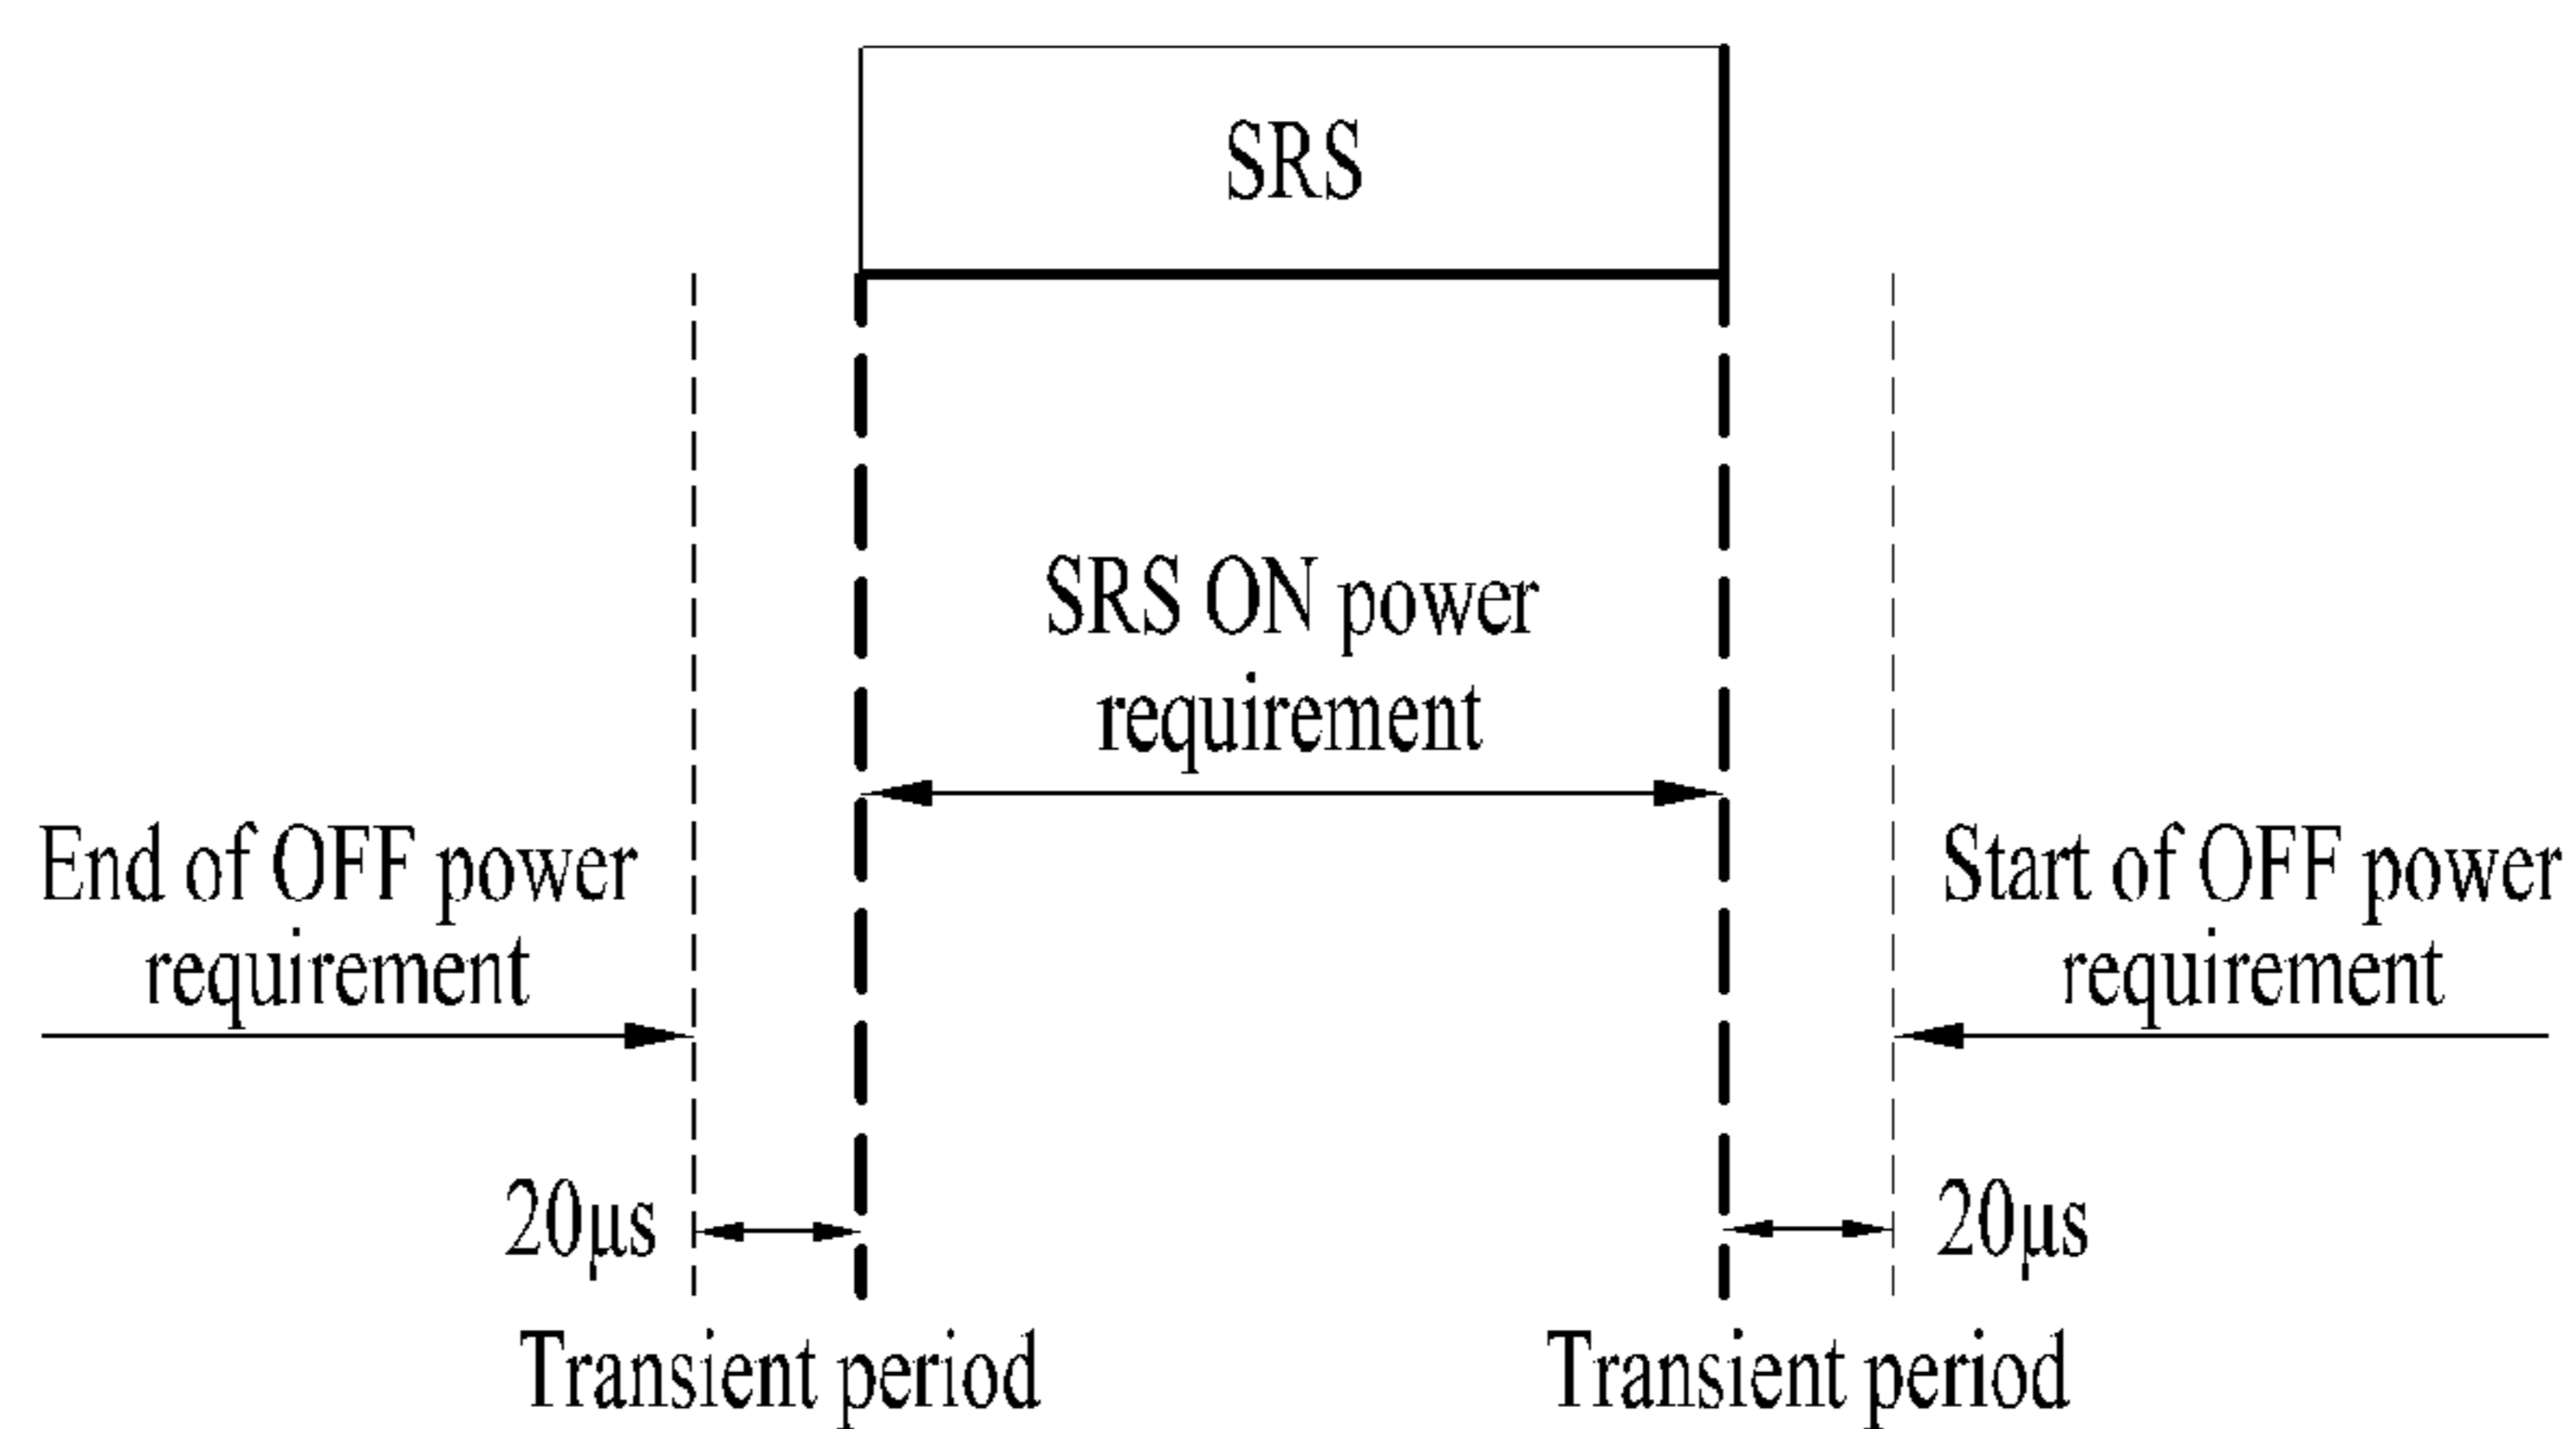 SRS
SRS ON power
requirement
End of OFF power
requirement
Start of OFF power
requirement
20μs
20μs
Transient period
Transient period